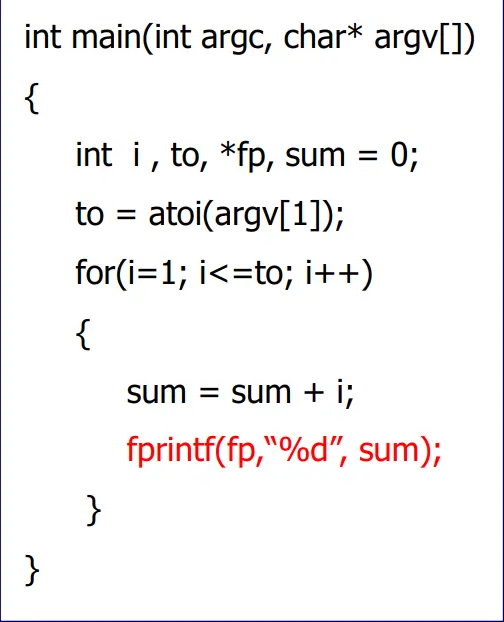 int main(int argc, char* argv[])
{
int i , to, *fp, sum = 0;
to = atoi(argv[1]);
for(i=1; i<=to; i++)
{
sum = sum + i;
fprintf(fp,“%d”, sum);
}
}